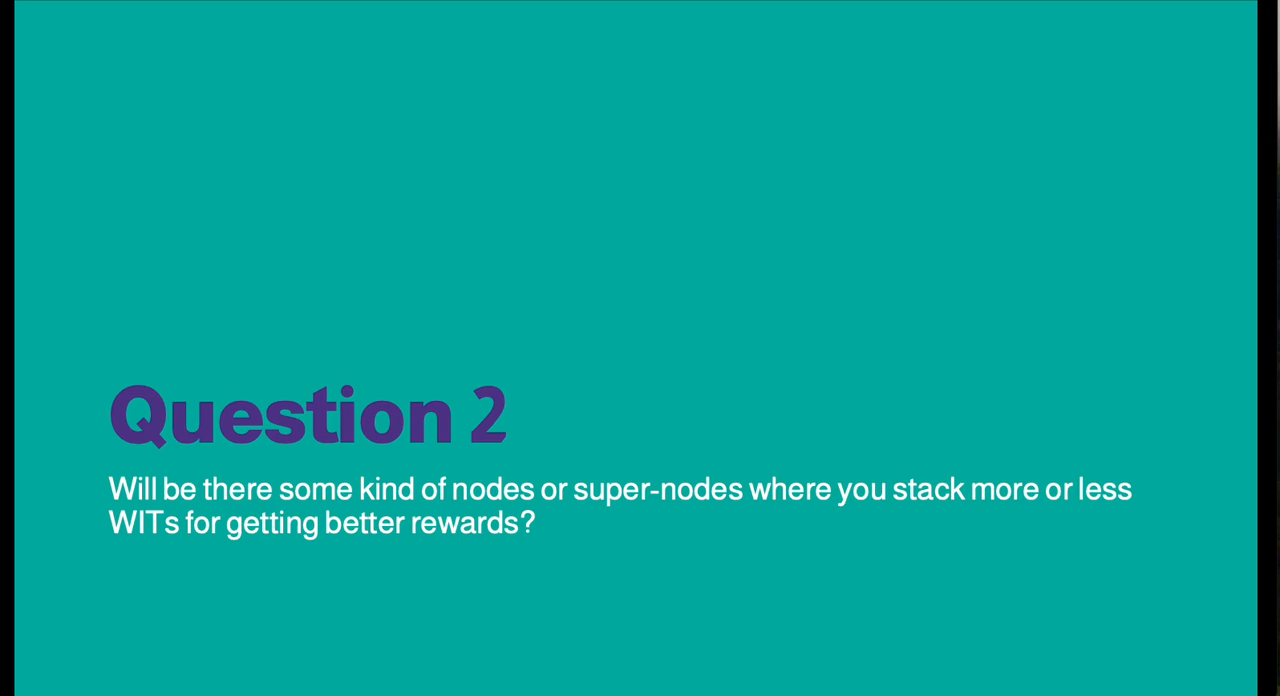 Question 2
Will be there some kind of nodes or super-nodes where you stack more or less
WITs for getting better rewards?